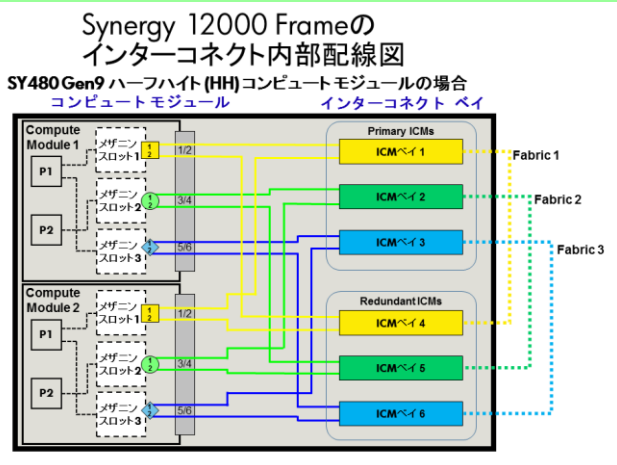 Synergy 12000 Frameの
インターコネクト内部配線図
SY480 Gen9 ハーフハイト (HH) コンピュートモジュールの場合
コンピュート モジュール
インターコネクト ベイ
Compute
Module 1
P1
P2
メザニン
スロット1
1
2
1/2
メザニン
スロット2
1
2
3/4
メザニン
スロット3
1
2
5/6
Compute
Module 2
P1
P2
メザニン
スロット1
1
2
1/2
メザニン
スロット2
1
2
3/4
メザニン
スロット3
1
2
5/6
Primary ICMs
ICMベイ 1
ICMベイ 2
ICMベイ 3
Redundant ICMs
ICMベイ 4
ICMベイ 5
ICMベイ 6
Fabric 1
Fabric 2
Fabric 3